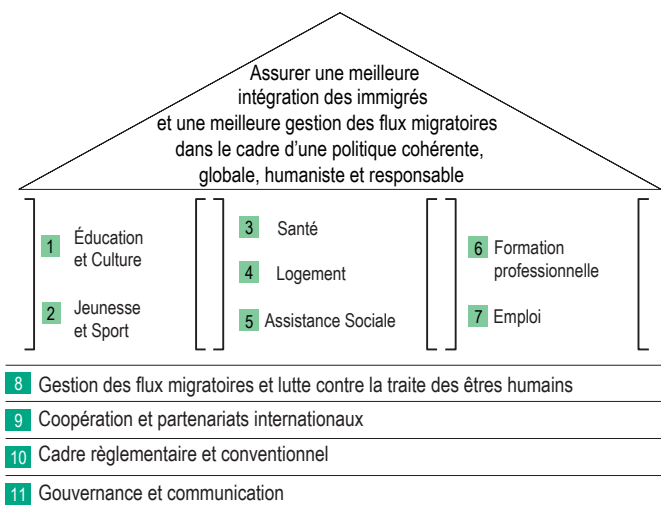 Assurer une meilleure
intégration des immigrés
et une meilleure gestion des flux migratoires
dans le cadre d'une politique cohérente,
globale, humaniste et responsable
1 Éducation
et Culture
2 Jeunesse
et Sport
3 Santé
4 Logement
5 Assistance Sociale
6 Formation
professionnelle
7 Emploi
8 Gestion des flux migratoires et lutte contre la traite des êtres humains
9 Coopération et partenariats internationaux
10 Cadre règlementaire et conventionnel
11 Gouvernance et communication